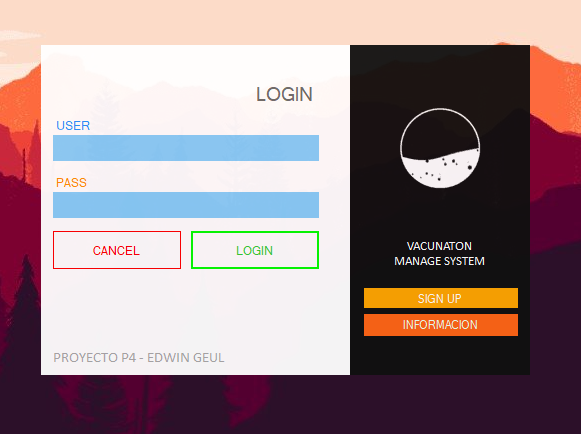 LOGIN
USER
PASS
CANCEL
LOGIN
PROYECTO P4 - EDWIN GEUL
VACUNATON
MANAGE SYSTEM
SIGN UP
INFORMACION